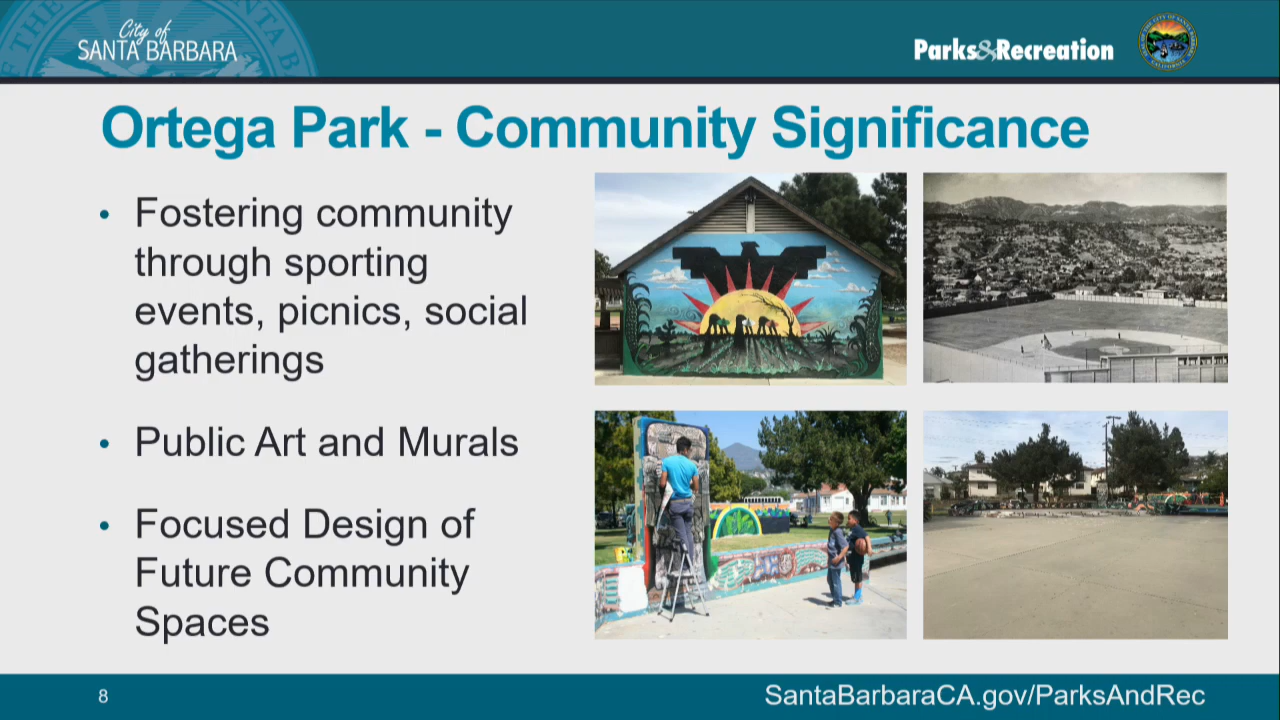 City of
SANTA BARBARA
Parks&Recreation
Ortega Park - Community Significance
• Fostering community
through sporting
events, picnics, social
gatherings
• Public Art and Murals
• Focused Design of
Future Community
Spaces
8
SantaBarbaraCA.gov/ParksAndRec